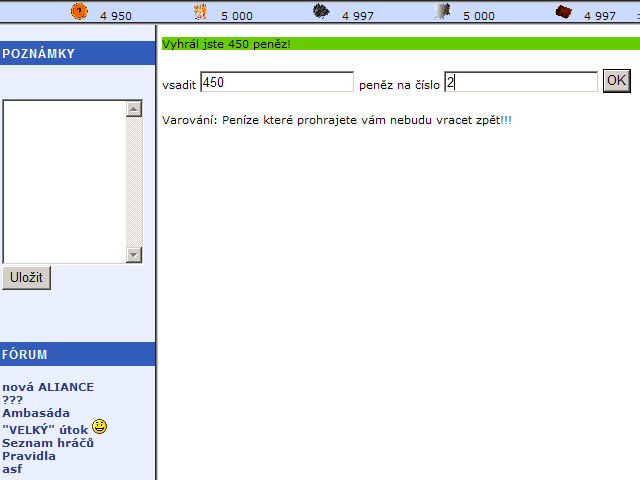 4 950 5 000 4 997 5 000 4 997
POZNÁMKY
Vyhrál jste 450 peněz!
vsadit 450 peněz na číslo 2 OK
Varování: Peníze které prohrajete vám nebudu vracet zpět!!!
Uložit
FÓRUM
nová ALIANCE
???
Ambasáda
"VELKÝ" útok
Seznam hráčů
Pravidla
asf